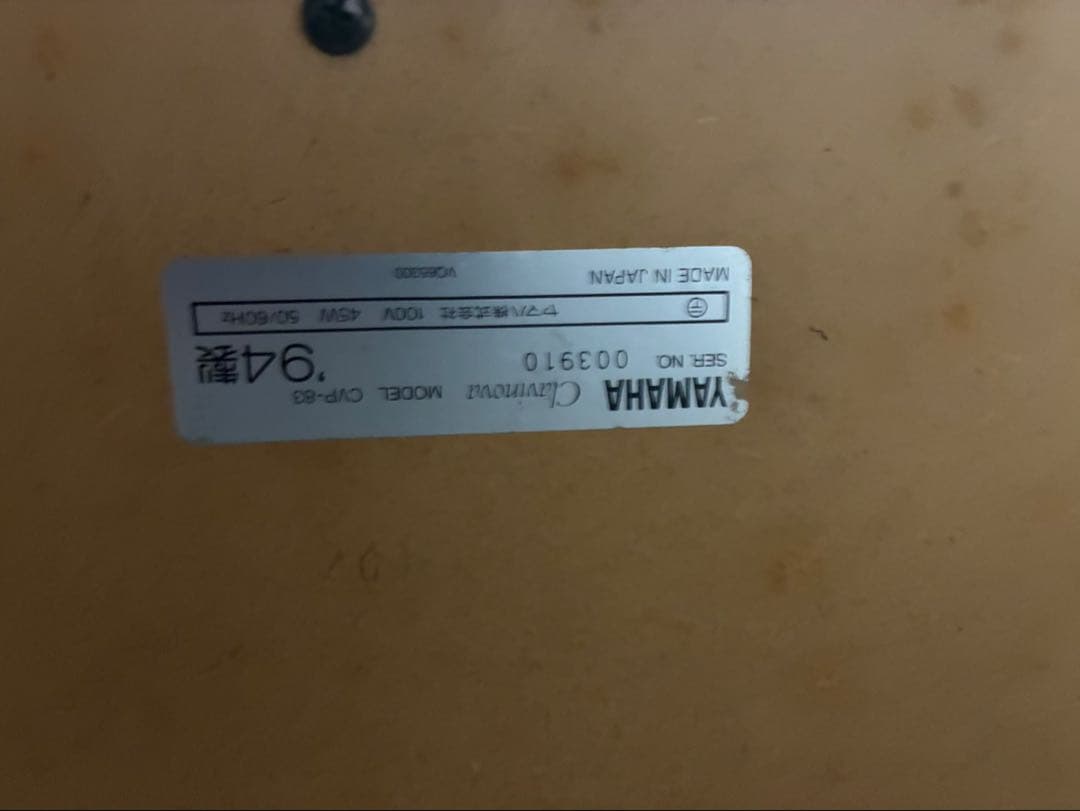 YAMAHA Clavinova MODEL CVP-83
SER. NO. 003910 '94製
ヤマハ株式会社 100V 45W 50/60Hz
MADE IN JAPAN VQ65300